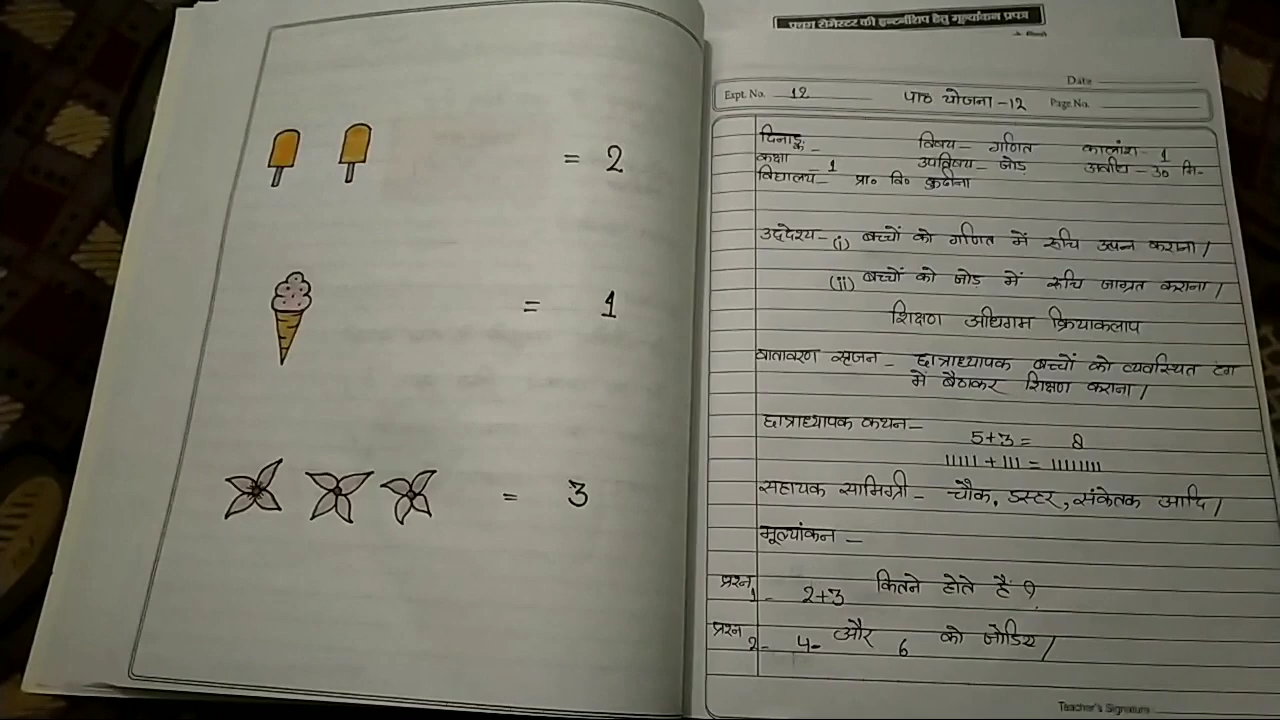 = 2
= 1
= 3
प्रथम सेमेस्टर की इन्टर्नशिप हेतु मूल्यांकन प्रपत्र
Date
Expt. No. 12 पाठ योजना -12 Page No.
दिनाङ्क - विषय - गणित कालांश - 1
कक्षा - 1 उपविषय - जोड़ अवधि - 30 मि-
विद्यालय - प्रा० वि०
उद्देश्य - (i) बच्चों को गणित में रूचि उत्पन कराना।
(ii) बच्चों को जोड़ में रूचि जाग्रत कराना।
शिक्षण अधिगम क्रियाकलाप
वातावरण सृजन - छात्राध्यापक बच्चों को व्यवस्थित ढंग
में बैठाकर शिक्षण कराना।
छात्राध्यापक कथन -
5+3 = 8
11111 + 111 = 11111111
सहायक सामिग्री - चौक, डस्टर, संकेतक आदि।
मूल्यांकन -
प्रश्न 1 - 2+3 कितने होते हैं ?
प्रश्न 2 - 4- और 6 को जोडिए।
Teacher's Signature